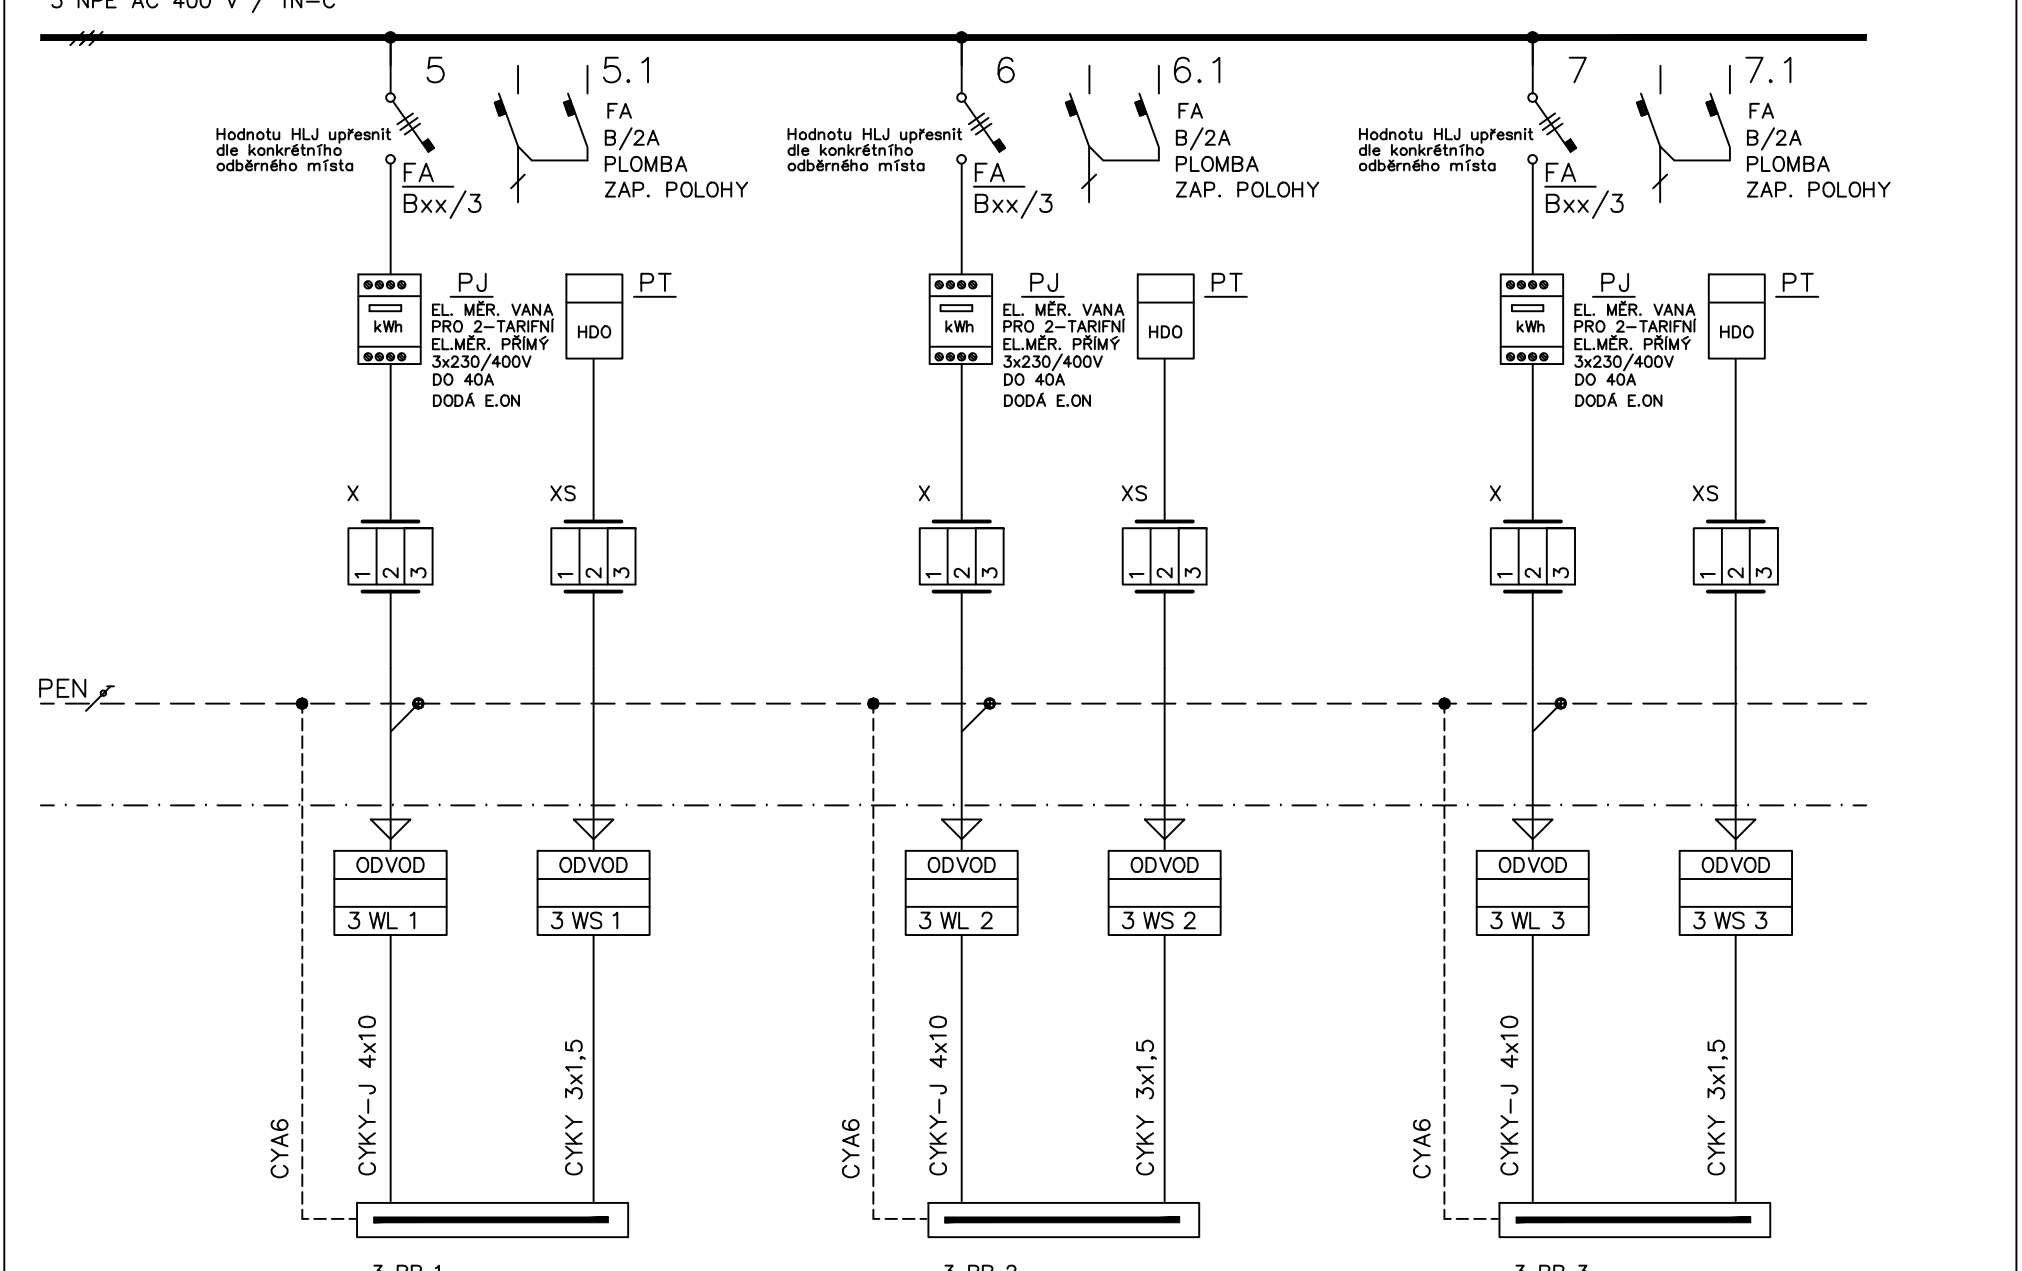 3 NPE AC 400 V / TN-C
5
5.1
FA
B/2A
PLOMBA
ZAP. POLOHY
Hodnotu HLJ upřesnit
dle konkrétního
odběrného místa
FA
Bxx/3
6
6.1
FA
B/2A
PLOMBA
ZAP. POLOHY
Hodnotu HLJ upřesnit
dle konkrétního
odběrného místa
FA
Bxx/3
7
7.1
FA
B/2A
PLOMBA
ZAP. POLOHY
Hodnotu HLJ upřesnit
dle konkrétního
odběrného místa
FA
Bxx/3
kWh
PJ
EL. MĚR. VANA
PRO 2-TARIFNÍ
EL.MĚR. PŘÍMÝ
3x230/400V
DO 40A
DODÁ E.ON
PT
HDO
kWh
PJ
EL. MĚR. VANA
PRO 2-TARIFNÍ
EL.MĚR. PŘÍMÝ
3x230/400V
DO 40A
DODÁ E.ON
PT
HDO
kWh
PJ
EL. MĚR. VANA
PRO 2-TARIFNÍ
EL.MĚR. PŘÍMÝ
3x230/400V
DO 40A
DODÁ E.ON
PT
HDO
X
1 2 3
XS
1 2 3
X
1 2 3
XS
1 2 3
X
1 2 3
XS
1 2 3
PEN
ODVOD
3 WL 1
ODVOD
3 WS 1
ODVOD
3 WL 2
ODVOD
3 WS 2
ODVOD
3 WL 3
ODVOD
3 WS 3
CYA6
CYKY-J 4x10
CYKY 3x1,5
CYA6
CYKY-J 4x10
CYKY 3x1,5
CYA6
CYKY-J 4x10
CYKY 3x1,5